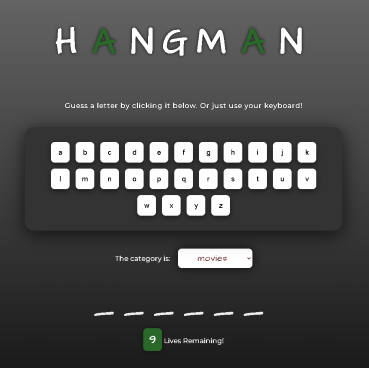 HANGMAN
Guess a letter by clicking it below. Or just use your keyboard!
a b c d e f g h i j k
l m n o p q r s t u v
w x y z
The category is: movies
_ _ _ _ _ _
9 Lives Remaining!